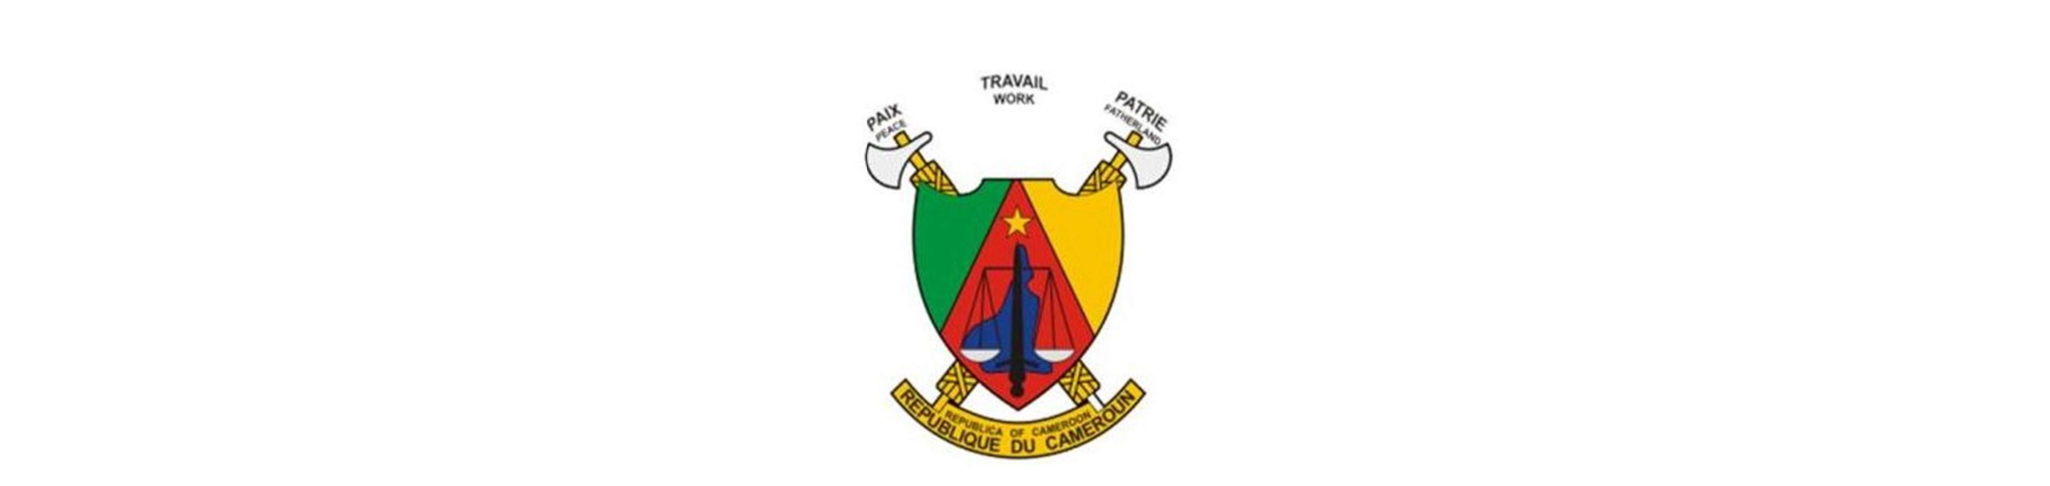 TRAVAIL
WORK
PAIX
PEACE
PATRIE
FATHERLAND
REPUBLICA OF CAMEROON
REPUBLIQUE DU CAMEROUN